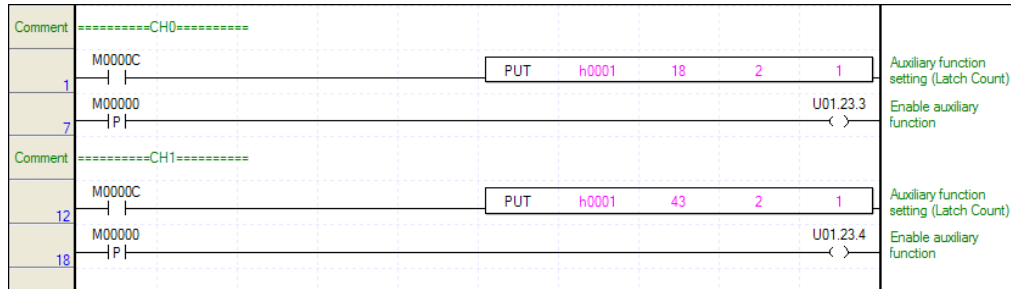 Comment ==========CH0==========
M0000C
1 PUT h0001 18 2 1 Auxiliary function
setting (Latch Count)
M00000 U01.23.3
7 P Enable auxiliary
function
Comment ==========CH1==========
M0000C
12 PUT h0001 43 2 1 Auxiliary function
setting (Latch Count)
M00000 U01.23.4
18 P Enable auxiliary
function